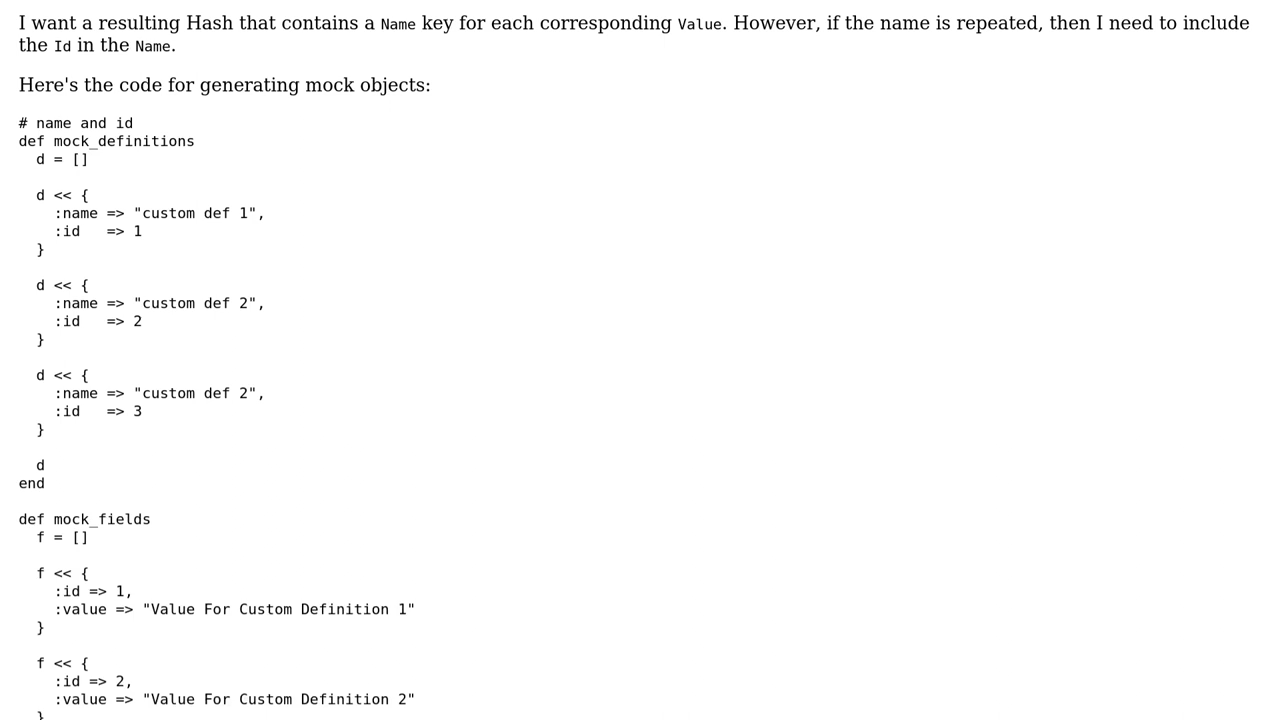 I want a resulting Hash that contains a Name key for each corresponding Value. However, if the name is repeated, then I need to include
the Id in the Name.
Here's the code for generating mock objects:
# name and id
def mock_definitions
  d = []
  d << {
    :name => "custom def 1",
    :id   => 1
  }
  d << {
    :name => "custom def 2",
    :id   => 2
  }
  d << {
    :name => "custom def 2",
    :id   => 3
  }
  d
end
def mock_fields
  f = []
  f << {
    :id => 1,
    :value => "Value For Custom Definition 1"
  }
  f << {
    :id => 2,
    :value => "Value For Custom Definition 2"
  }